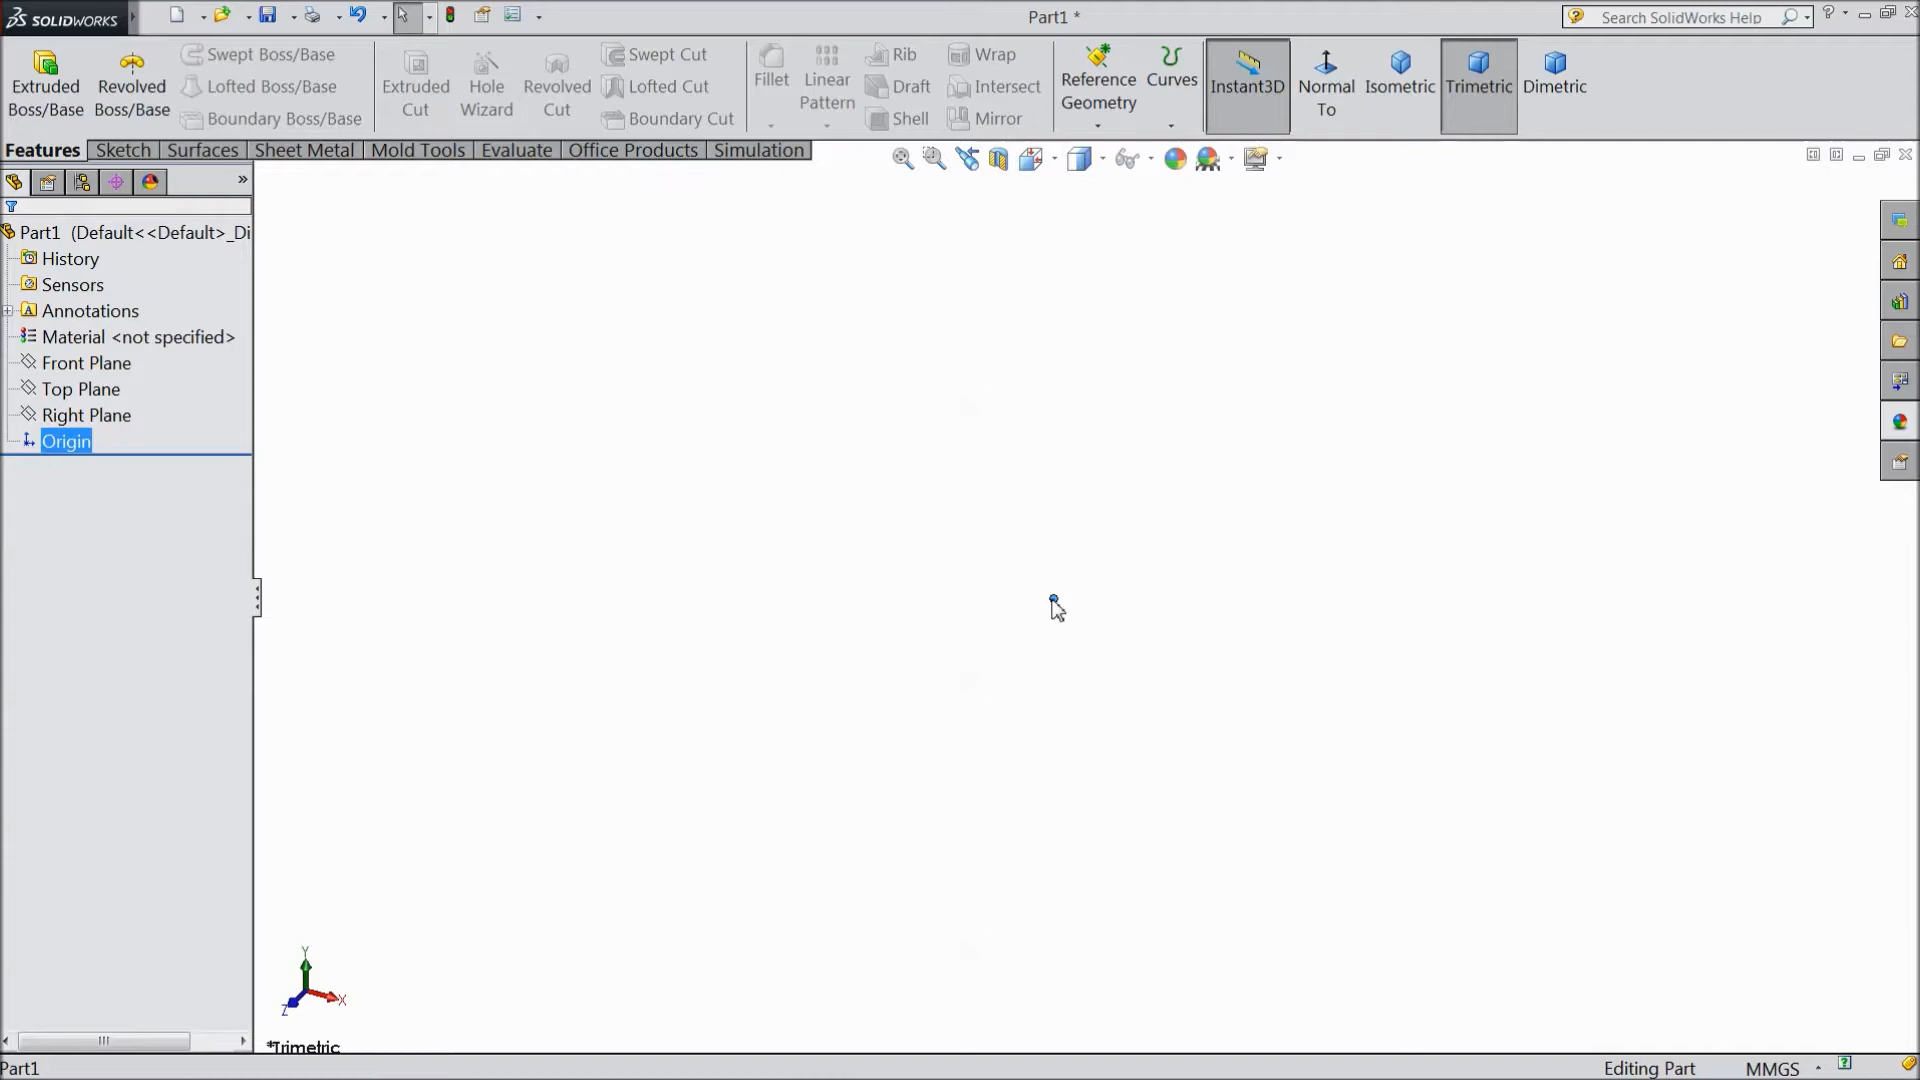 SOLIDWORKS
Part1 *
Search SolidWorks Help
Extruded Boss/Base
Revolved Boss/Base
Swept Boss/Base
Lofted Boss/Base
Boundary Boss/Base
Extruded Cut
Hole Wizard
Revolved Cut
Swept Cut
Lofted Cut
Boundary Cut
Fillet
Linear Pattern
Rib
Draft
Shell
Wrap
Intersect
Mirror
Reference Geometry
Curves
Instant3D
Normal To
Isometric
Trimetric
Dimetric
Features
Sketch
Surfaces
Sheet Metal
Mold Tools
Evaluate
Office Products
Simulation
Part1 (Default<<Default>_Di
History
Sensors
Annotations
Material <not specified>
Front Plane
Top Plane
Right Plane
Origin
Y
X
Z
*Trimetric
Part1
Editing Part
MMGS